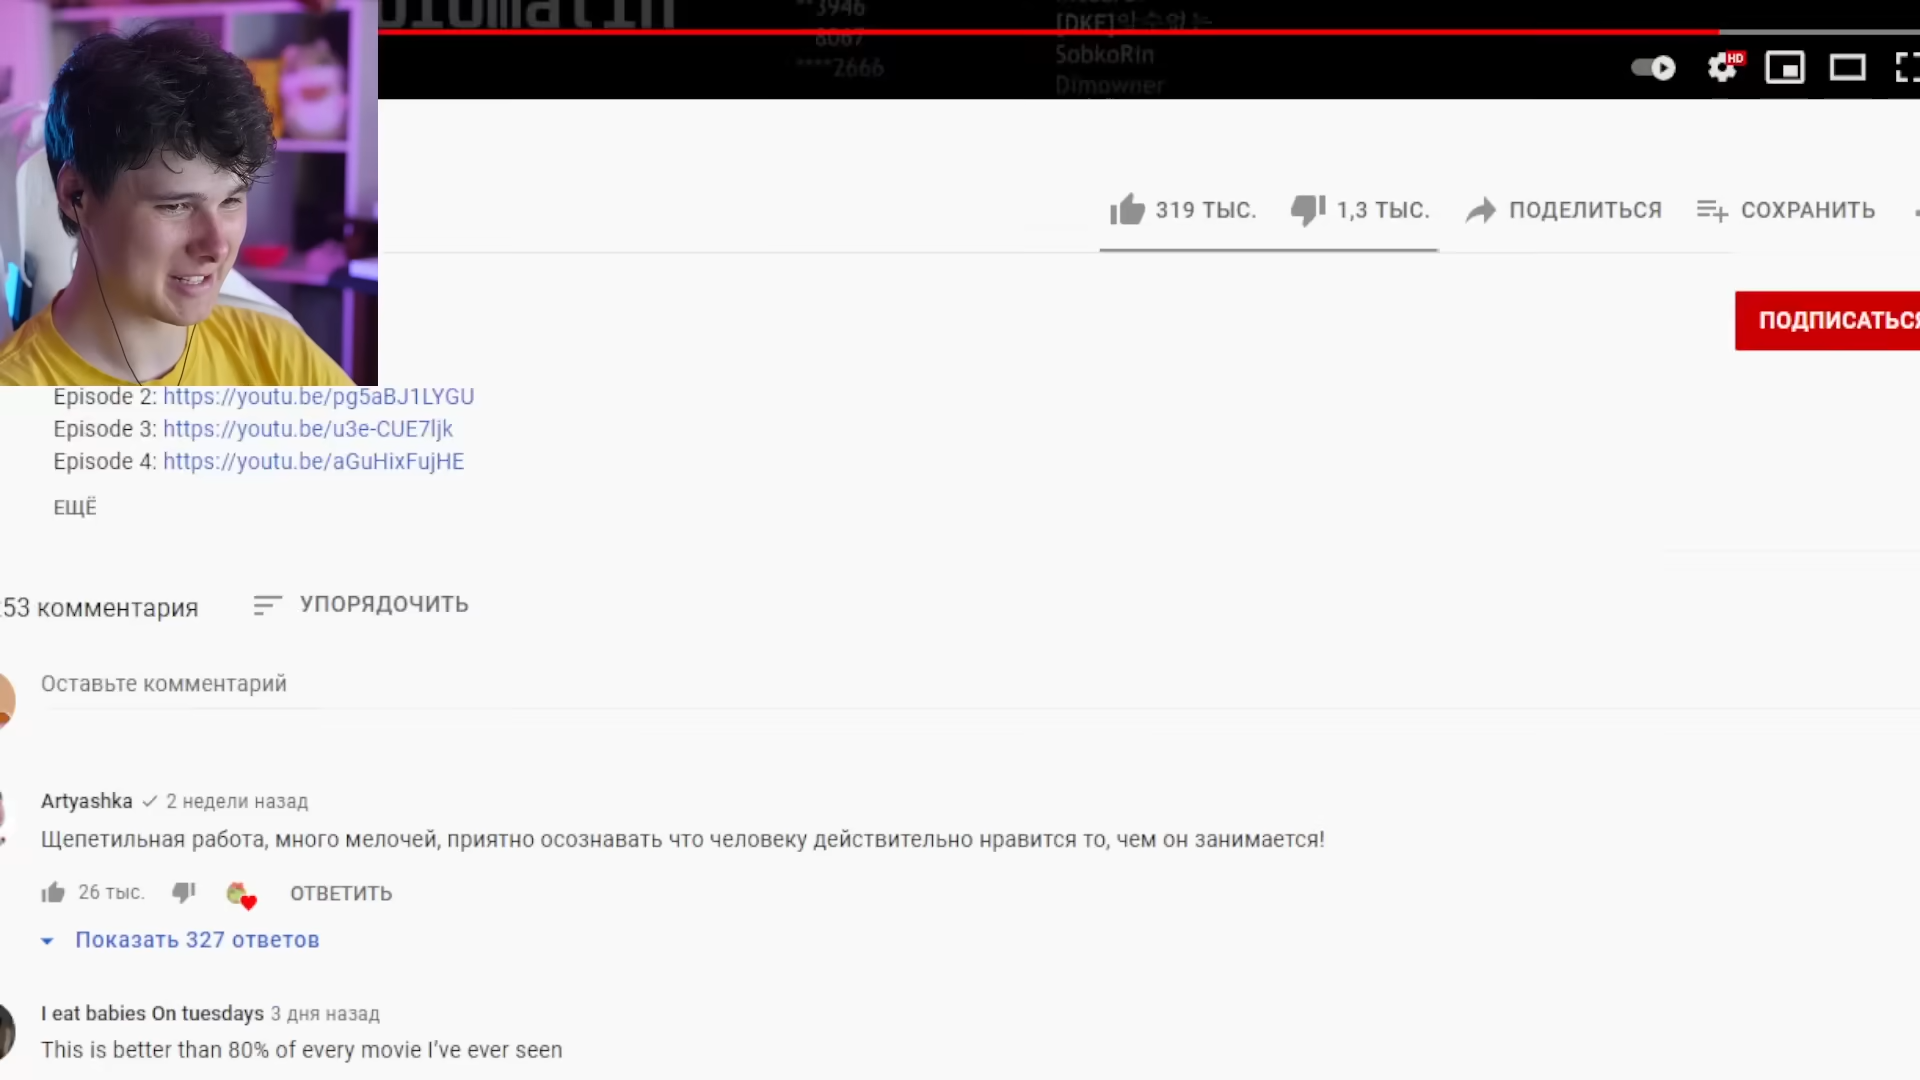 3946
8067
****2666
SobkoRin
Dimowner
HD
319 ТЫС.
1,3 ТЫС.
ПОДЕЛИТЬСЯ
СОХРАНИТЬ
ПОДПИСАТЬСЯ
Episode 2: https://youtu.be/pg5aBJ1LYGU
Episode 3: https://youtu.be/u3e-CUE7ljk
Episode 4: https://youtu.be/aGuHixFujHE
ЕЩЁ
53 комментария
УПОРЯДОЧИТЬ
Оставьте комментарий
Artyashka 2 недели назад
Щепетильная работа, много мелочей, приятно осознавать что человеку действительно нравится то, чем он занимается!
26 тыс.
ОТВЕТИТЬ
Показать 327 ответов
I eat babies On tuesdays 3 дня назад
This is better than 80% of every movie I've ever seen